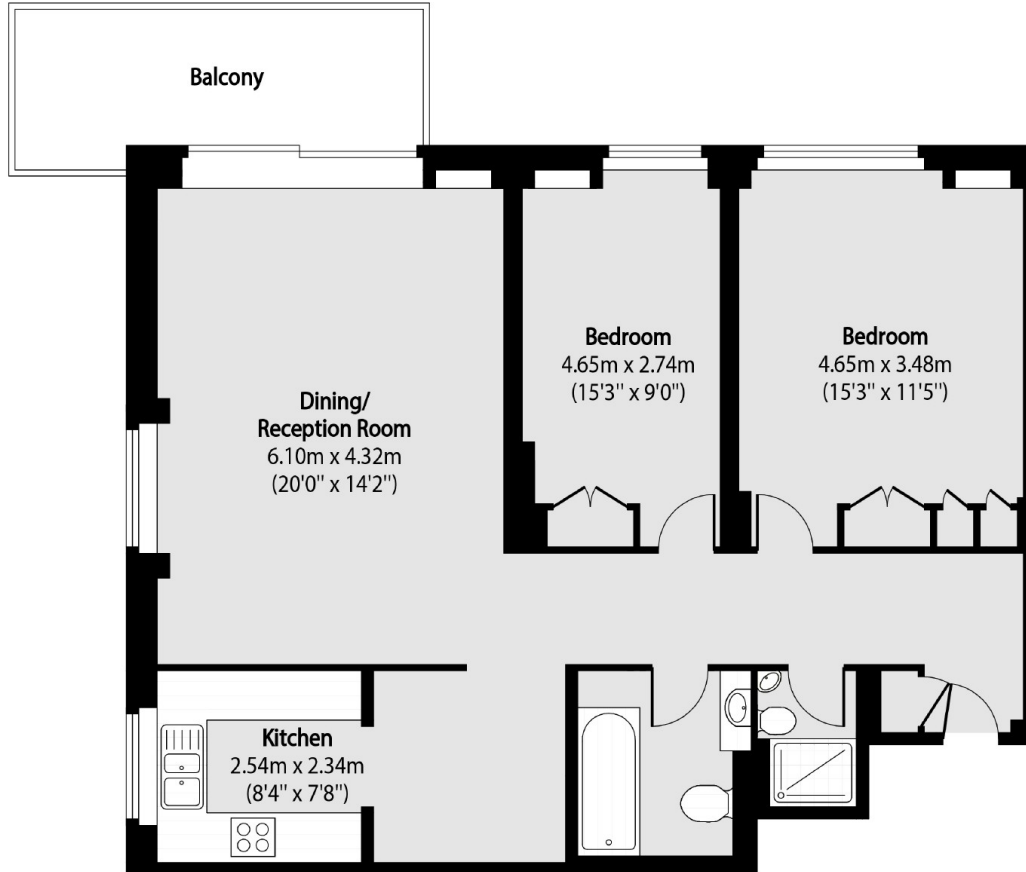 Balcony
Dining/
Reception Room
6.10m x 4.32m
(20'0" x 14'2")
Bedroom
4.65m x 2.74m
(15'3" x 9'0")
Bedroom
4.65m x 3.48m
(15'3" x 11'5")
Kitchen
2.54m x 2.34m
(8'4" x 7'8")